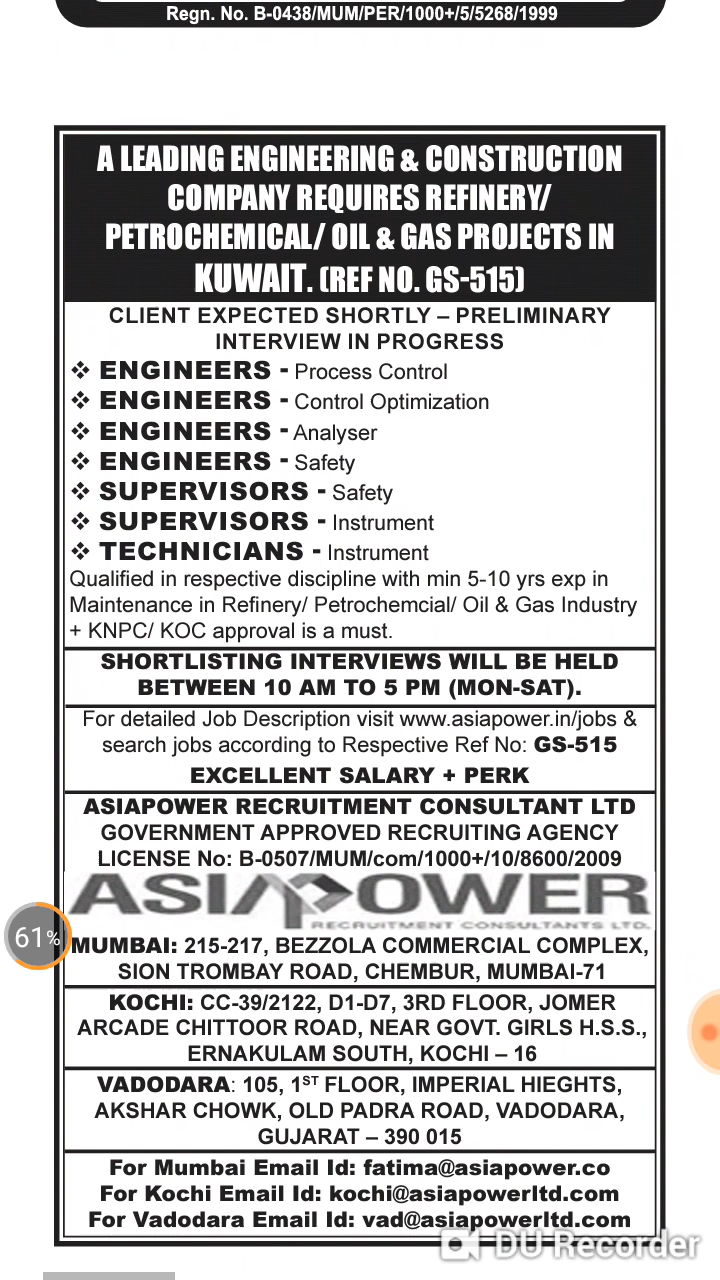 Regn. No. B-0438/MUM/PER/1000+/5/5268/1999
A LEADING ENGINEERING & CONSTRUCTION
COMPANY REQUIRES REFINERY/
PETROCHEMICAL/ OIL & GAS PROJECTS IN
KUWAIT. (REF NO. GS-515)
CLIENT EXPECTED SHORTLY – PRELIMINARY
INTERVIEW IN PROGRESS
❖ ENGINEERS - Process Control
❖ ENGINEERS - Control Optimization
❖ ENGINEERS - Analyser
❖ ENGINEERS - Safety
❖ SUPERVISORS - Safety
❖ SUPERVISORS - Instrument
❖ TECHNICIANS - Instrument
Qualified in respective discipline with min 5-10 yrs exp in
Maintenance in Refinery/ Petrochemcial/ Oil & Gas Industry
+ KNPC/ KOC approval is a must.
SHORTLISTING INTERVIEWS WILL BE HELD
BETWEEN 10 AM TO 5 PM (MON-SAT).
For detailed Job Description visit www.asiapower.in/jobs &
search jobs according to Respective Ref No: GS-515
EXCELLENT SALARY + PERK
ASIAPOWER RECRUITMENT CONSULTANT LTD
GOVERNMENT APPROVED RECRUITING AGENCY
LICENSE No: B-0507/MUM/com/1000+/10/8600/2009
ASIAPOWER
RECRUITMENT CONSULTANTS LTD.
61%
MUMBAI: 215-217, BEZZOLA COMMERCIAL COMPLEX,
SION TROMBAY ROAD, CHEMBUR, MUMBAI-71
KOCHI: CC-39/2122, D1-D7, 3RD FLOOR, JOMER
ARCADE CHITTOOR ROAD, NEAR GOVT. GIRLS H.S.S.,
ERNAKULAM SOUTH, KOCHI – 16
VADODARA: 105, 1ST FLOOR, IMPERIAL HIEGHTS,
AKSHAR CHOWK, OLD PADRA ROAD, VADODARA,
GUJARAT – 390 015
For Mumbai Email Id: fatima@asiapower.co
For Kochi Email Id: kochi@asiapowerltd.com
For Vadodara Email Id: vad@asiapowerltd.com
DU Recorder